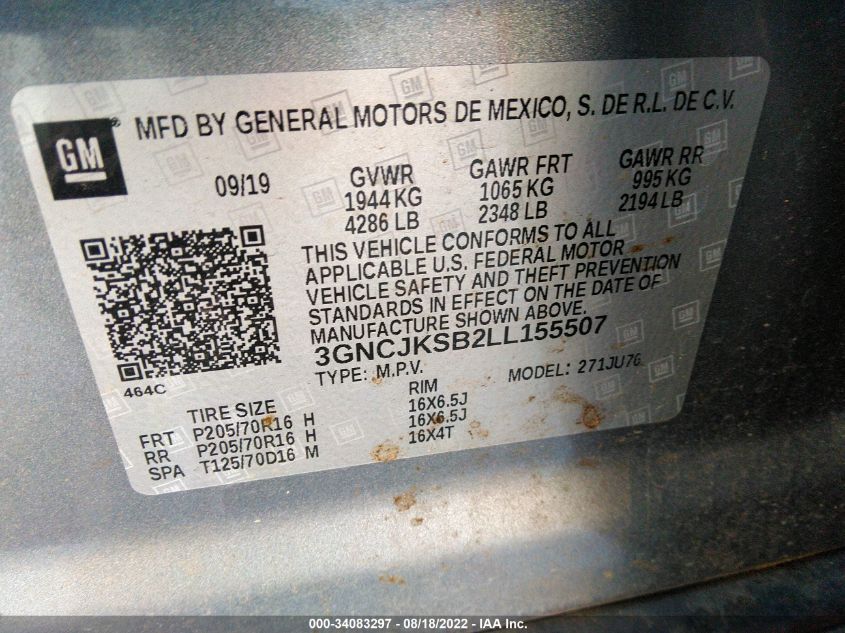 GM
MFD BY GENERAL MOTORS DE MEXICO, S. DE R.L. DE C.V.
09/19
GVWR
1944 KG
4286 LB
GAWR FRT
1065 KG
2348 LB
GAWR RR
995 KG
2194 LB
THIS VEHICLE CONFORMS TO ALL
APPLICABLE U.S. FEDERAL MOTOR
VEHICLE SAFETY AND THEFT PREVENTION
STANDARDS IN EFFECT ON THE DATE OF
MANUFACTURE SHOWN ABOVE.
3GNCJKSB2LL155507
TYPE: M.P.V. MODEL: 271JU76
464C
TIRE SIZE RIM
FRT P205/70R16 H 16X6.5J
RR P205/70R16 H 16X6.5J
SPA T125/70D16 M 16X4T
000-34083297 - 08/18/2022 - IAA Inc.